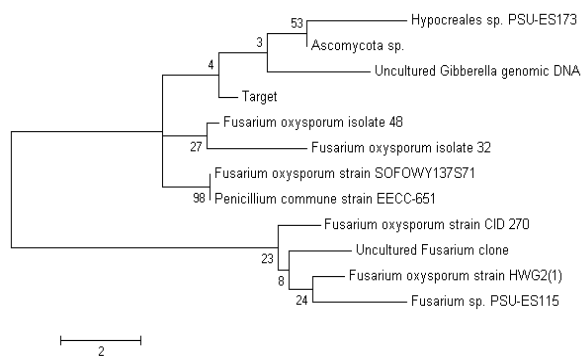 Hypocreales sp. PSU-ES173
53
Ascomycota sp.
3
Uncultured Gibberella genomic DNA
4
Target
Fusarium oxysporum isolate 48
27
Fusarium oxysporum isolate 32
Fusarium oxysporum strain SOFOWY137S71
98
Penicillium commune strain EECC-651
Fusarium oxysporum strain CID 270
23
Uncultured Fusarium clone
8
Fusarium oxysporum strain HWG2(1)
24
Fusarium sp. PSU-ES115
2